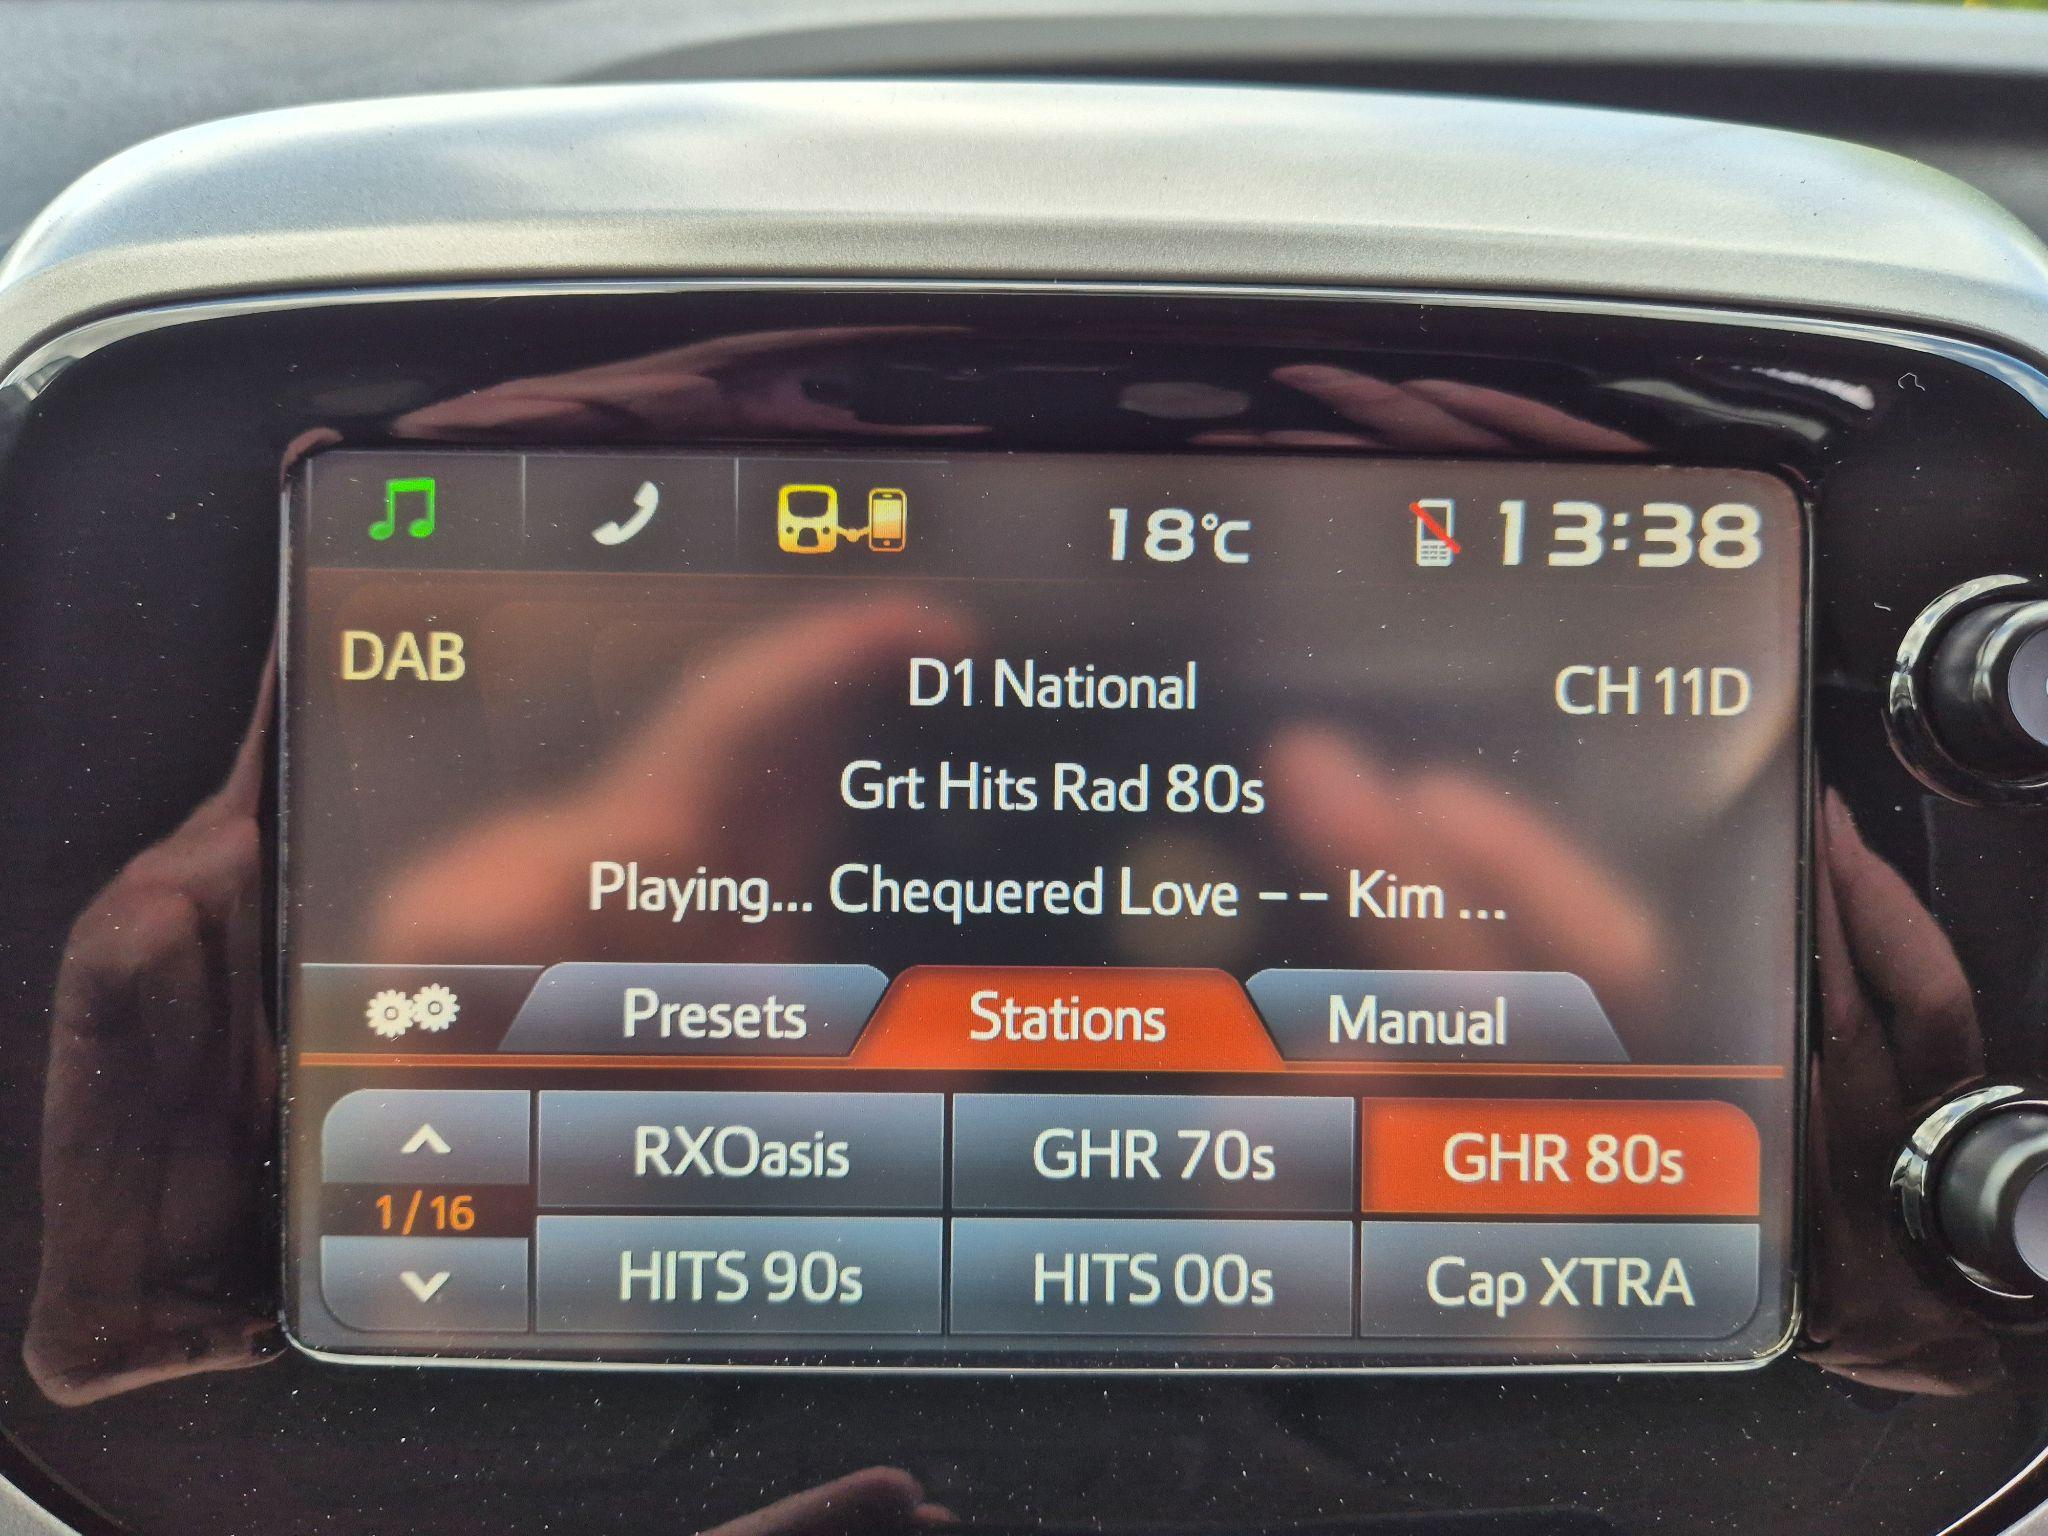 18°C 13:38
DAB
D1 National
CH 11D
Grt Hits Rad 80s
Playing... Chequered Love -- Kim ...
Presets Stations Manual
RXOasis GHR 70s GHR 80s
1/16
HITS 90s HITS 00s Cap XTRA